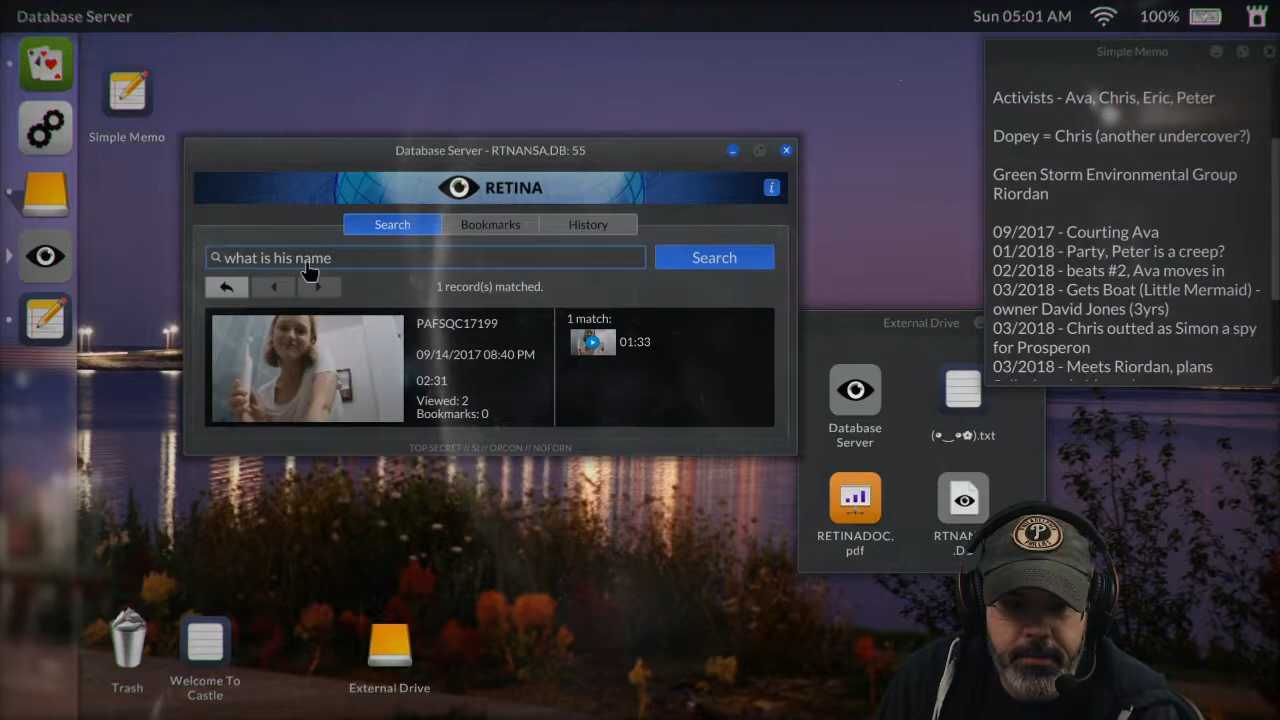 Database Server
Sun 05:01 AM
100%
Simple Memo
Simple Memo
Activists - Ava, Chris, Eric, Peter
Dopey = Chris (another undercover?)
Green Storm Environmental Group
Riordan
09/2017 - Courting Ava
01/2018 - Party, Peter is a creep?
02/2018 - beats #2, Ava moves in
03/2018 - Gets Boat (Little Mermaid) -
owner David Jones (3yrs)
03/2018 - Chris outted as Simon a spy
for Prosperon
03/2018 - Meets Riordan, plans
Database Server - RTNANSA.DB: 55
RETINA
Search
Bookmarks
History
what is his name
Search
1 record(s) matched.
PAFSQC17199
09/14/2017 08:40 PM
02:31
Viewed: 2
Bookmarks: 0
1 match:
01:33
TOP SECRET // SI // ORCON // NOFORN
External Drive
Database
Server
(●‿●✿).txt
RETINADOC.
pdf
RTNAN
.D
Trash
Welcome To
Castle
External Drive
P